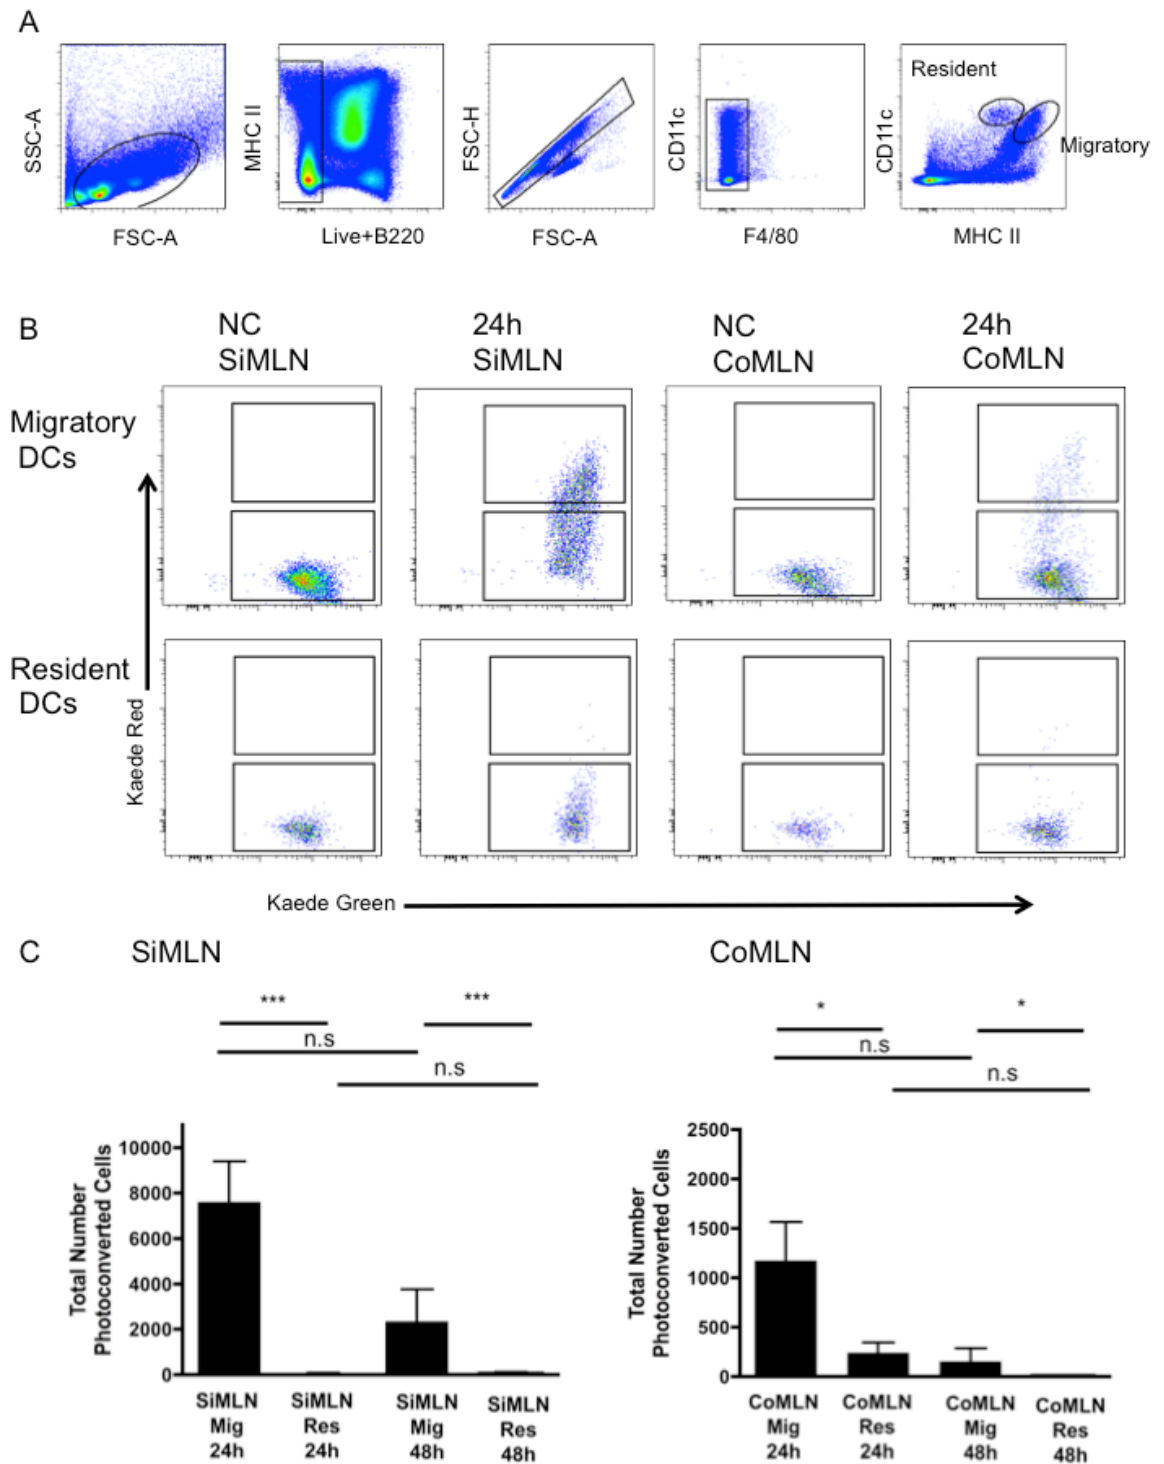 A
SSC-A
FSC-A
MHC II
Live+B220
FSC-H
FSC-A
CD11c
F4/80
CD11c
Resident
Migratory
MHC II
B
NC
SiMLN
24h
SiMLN
NC
CoMLN
24h
CoMLN
Migratory
DCs
Resident
DCs
Kaede Red
Kaede Green
C
SiMLN
***
***
n.s
n.s
Total Number
Photoconverted Cells
10000
8000
6000
4000
2000
0
SiMLN
Mig
24h
SiMLN
Res
24h
SiMLN
Mig
48h
SiMLN
Res
48h
CoMLN
*
*
n.s
n.s
Total Number
Photoconverted Cells
2500
2000
1500
1000
500
0
CoMLN
Mig
24h
CoMLN
Res
24h
CoMLN
Mig
48h
CoMLN
Res
48h